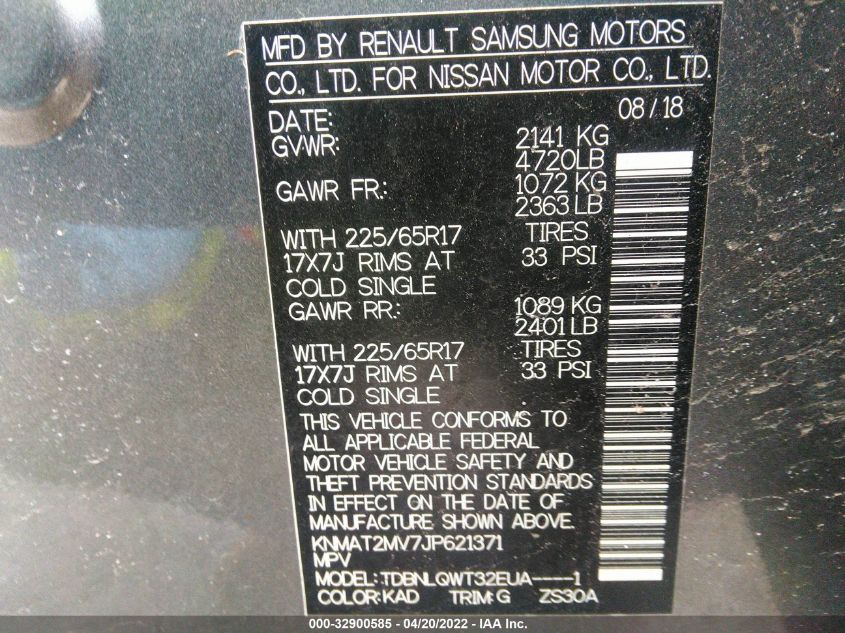 MFD BY RENAULT SAMSUNG MOTORS
CO., LTD. FOR NISSAN MOTOR CO., LTD.
DATE: 08/18
GVWR: 2141 KG
4720LB
GAWR FR.: 1072 KG
2363 LB
WITH 225/65R17 TIRES
17X7J RIMS AT 33 PSI
COLD SINGLE
GAWR RR.: 1089 KG
2401 LB
WITH 225/65R17 TIRES
17X7J RIMS AT 33 PSI
COLD SINGLE
THIS VEHICLE CONFORMS TO
ALL APPLICABLE FEDERAL
MOTOR VEHICLE SAFETY AND
THEFT PREVENTION STANDARDS
IN EFFECT ON THE DATE OF
MANUFACTURE SHOWN ABOVE.
KNMAT2MV7JP621371
MPV
MODEL: TDBNLQWT32EUA----1
COLOR: KAD TRIM: G ZS30A
000-32900585 - 04/20/2022 - IAA Inc.